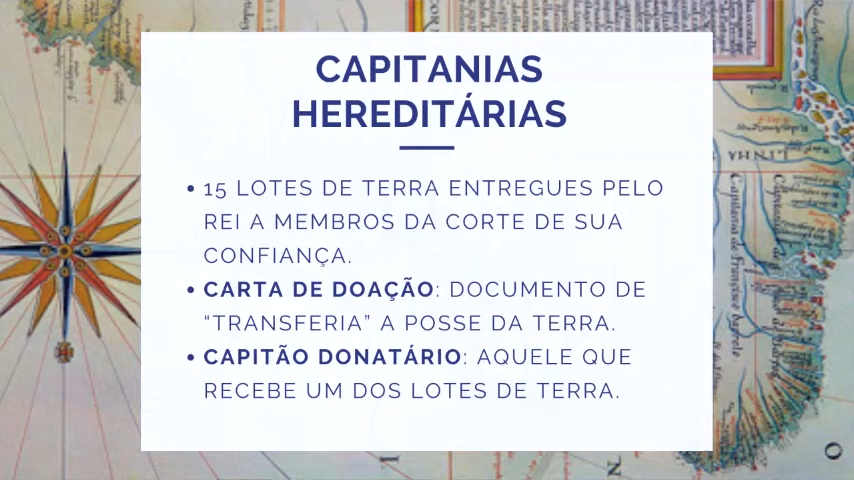 CAPITANIAS
HEREDITÁRIAS
• 15 LOTES DE TERRA ENTREGUES PELO
REI A MEMBROS DA CORTE DE SUA
CONFIANÇA.
• CARTA DE DOAÇÃO: DOCUMENTO DE
“TRANSFERIA” A POSSE DA TERRA.
• CAPITÃO DONATÁRIO: AQUELE QUE
RECEBE UM DOS LOTES DE TERRA.